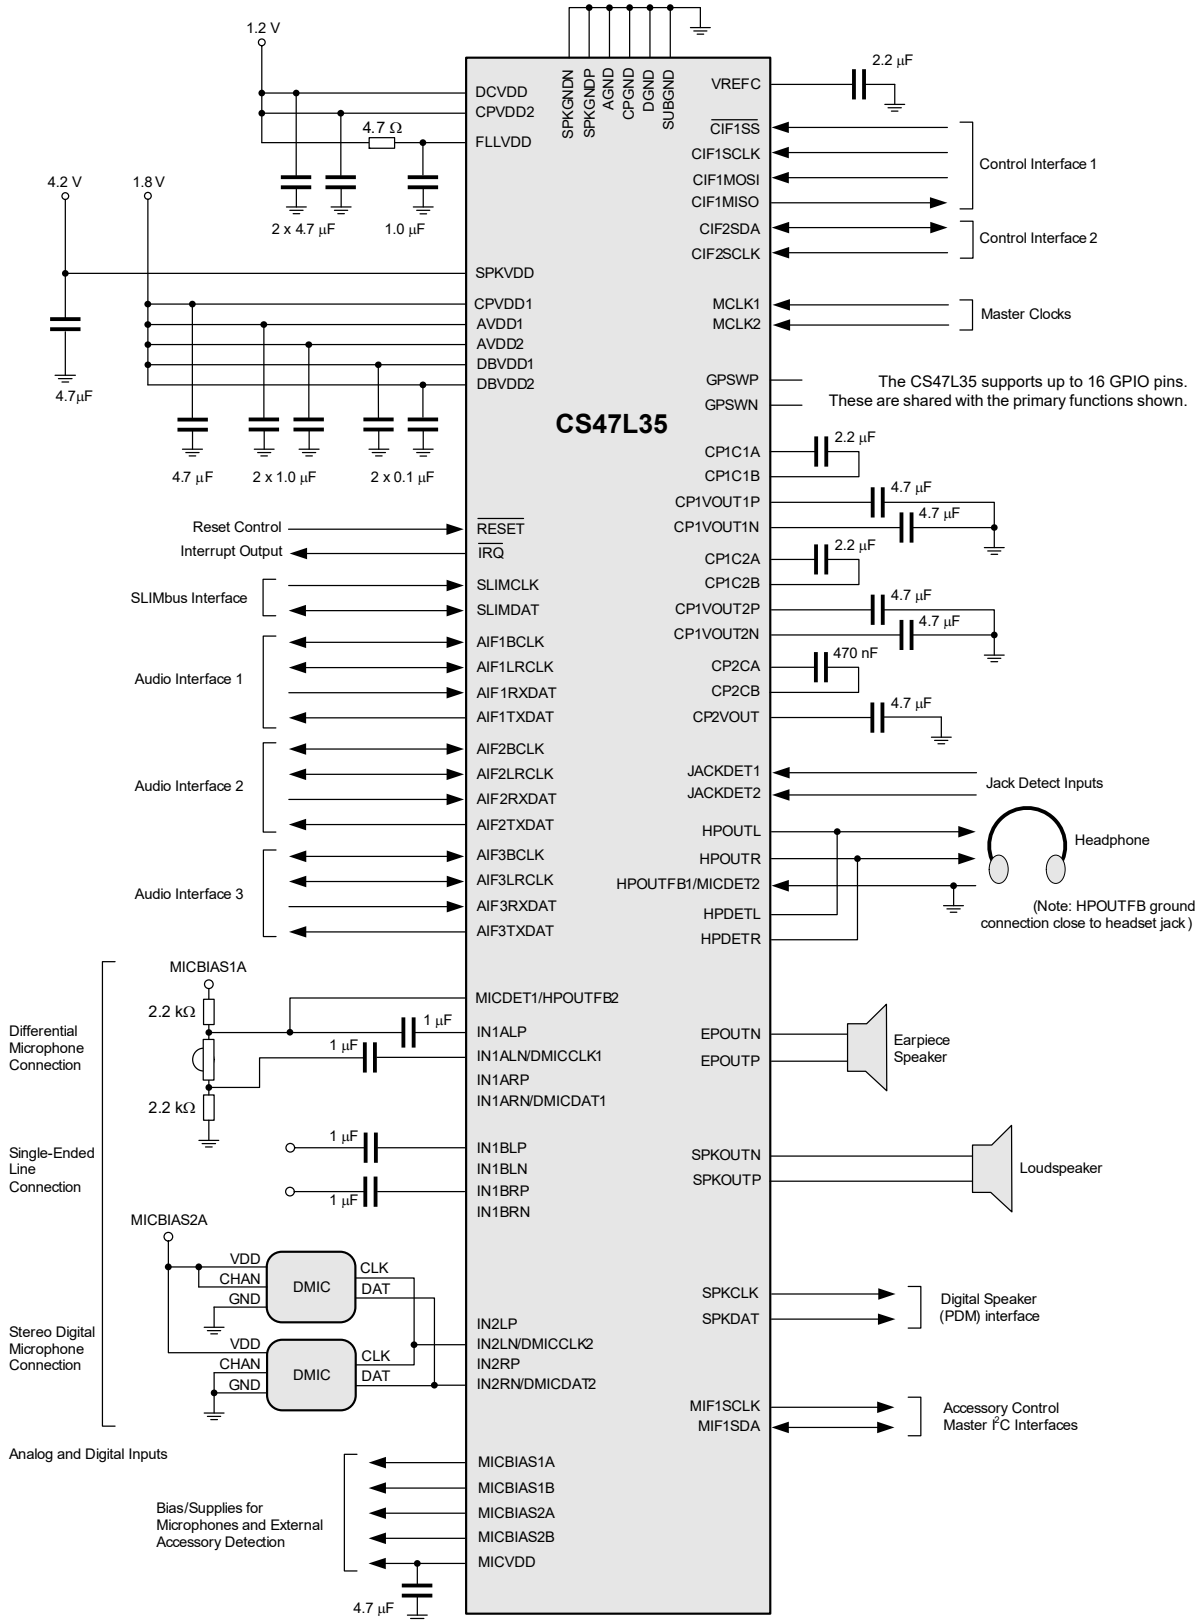 1.2 V
DCVDD
CPVDD2
4.7 Ω
FLLVDD
2 x 4.7 μF
1.0 μF
4.2 V
1.8 V
SPKVDD
CPVDD1
AVDD1
AVDD2
DBVDD1
DBVDD2
4.7μF
4.7 μF
2 x 1.0 μF
2 x 0.1 μF
Reset Control
RESET
Interrupt Output
IRQ
SLIMbus Interface
SLIMCLK
SLIMDAT
Audio Interface 1
AIF1BCLK
AIF1LRCLK
AIF1RXDAT
AIF1TXDAT
Audio Interface 2
AIF2BCLK
AIF2LRCLK
AIF2RXDAT
AIF2TXDAT
Audio Interface 3
AIF3BCLK
AIF3LRCLK
AIF3RXDAT
AIF3TXDAT
MICBIAS1A
2.2 kΩ
MICDET1/HPOUTFB2
1 μF
IN1ALP
Differential
Microphone
Connection
1 μF
IN1ALN/DMICCLK1
IN1ARP
IN1ARN/DMICDAT1
2.2 kΩ
Single-Ended
Line
Connection
1 μF
IN1BLP
IN1BLN
IN1BRP
1 μF
IN1BRN
MICBIAS2A
VDD
CHAN
GND
DMIC
CLK
DAT
Stereo Digital
Microphone
Connection
VDD
CHAN
GND
DMIC
CLK
DAT
IN2LP
IN2LN/DMICCLK2
IN2RP
IN2RN/DMICDAT2
Analog and Digital Inputs
Bias/Supplies for
Microphones and External
Accessory Detection
MICBIAS1A
MICBIAS1B
MICBIAS2A
MICBIAS2B
MICVDD
4.7 μF
SPKGNDN
SPKGNDP
AGND
CPGND
DGND
SUBGND
CS47L35
VREFC
2.2 μF
CIF1SS
CIF1SCLK
CIF1MOSI
CIF1MISO
Control Interface 1
CIF2SDA
CIF2SCLK
Control Interface 2
MCLK1
MCLK2
Master Clocks
GPSWP
GPSWN
The CS47L35 supports up to 16 GPIO pins.
These are shared with the primary functions shown.
CP1C1A
2.2 μF
CP1C1B
CP1VOUT1P
4.7 μF
CP1VOUT1N
4.7 μF
CP1C2A
2.2 μF
CP1C2B
CP1VOUT2P
4.7 μF
CP1VOUT2N
4.7 μF
CP2CA
470 nF
CP2CB
CP2VOUT
4.7 μF
JACKDET1
JACKDET2
Jack Detect Inputs
HPOUTL
HPOUTR
Headphone
HPOUTFB1/MICDET2
HPDETL
HPDETR
(Note: HPOUTFB ground
connection close to headset jack)
EPOUTN
EPOUTP
Earpiece
Speaker
SPKOUTN
SPKOUTP
Loudspeaker
SPKCLK
SPKDAT
Digital Speaker
(PDM) interface
MIF1SCLK
MIF1SDA
Accessory Control
Master I²C Interfaces